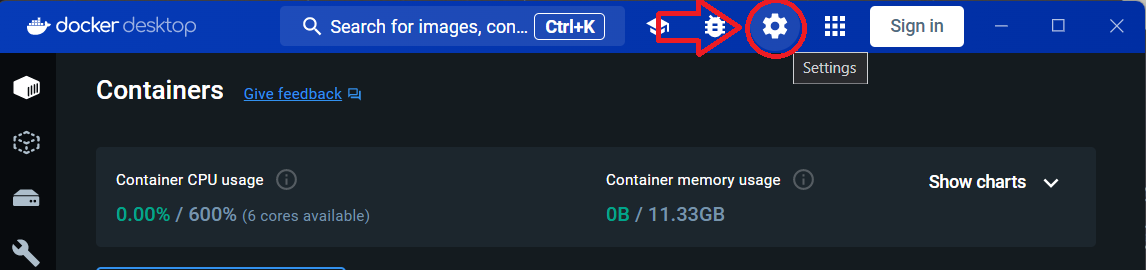 docker desktop
Search for images, con... Ctrl+K
Sign in
Settings
Containers Give feedback
Container CPU usage
0.00% / 600% (6 cores available)
Container memory usage
0B / 11.33GB
Show charts